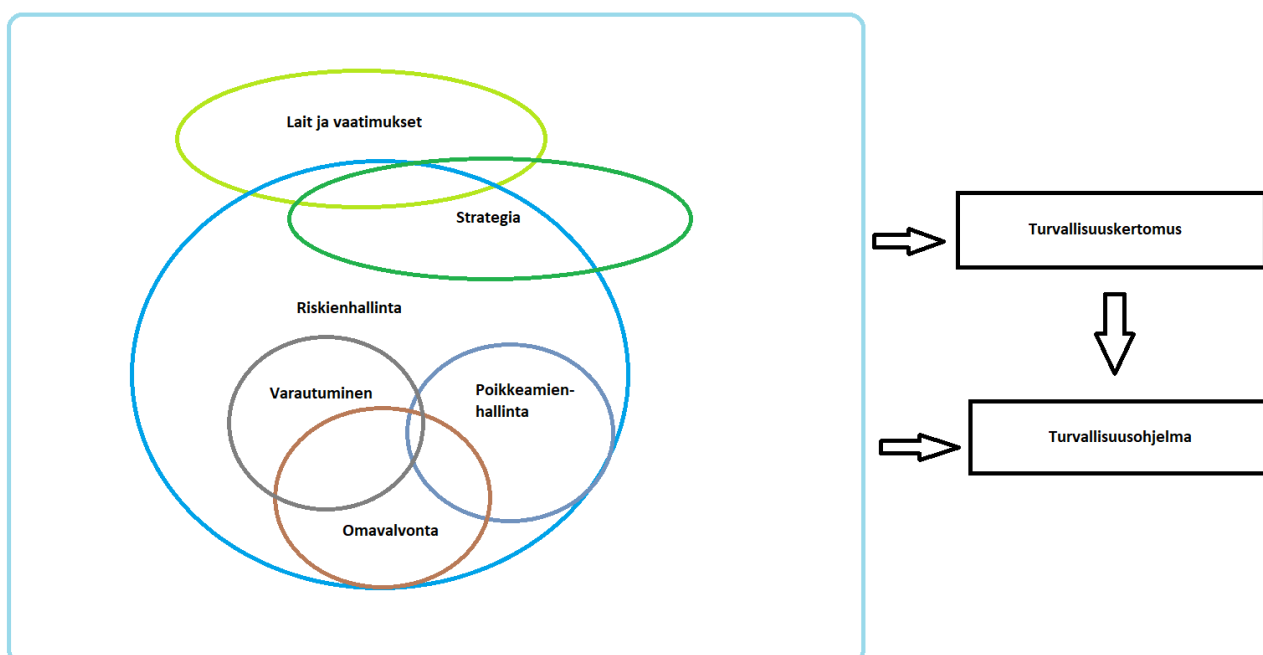 Lait ja vaatimukset
Strategia
Riskienhallinta
Varautuminen
Poikkeamien-
hallinta
Omavalvonta
Turvallisuuskertomus
Turvallisuusohjelma